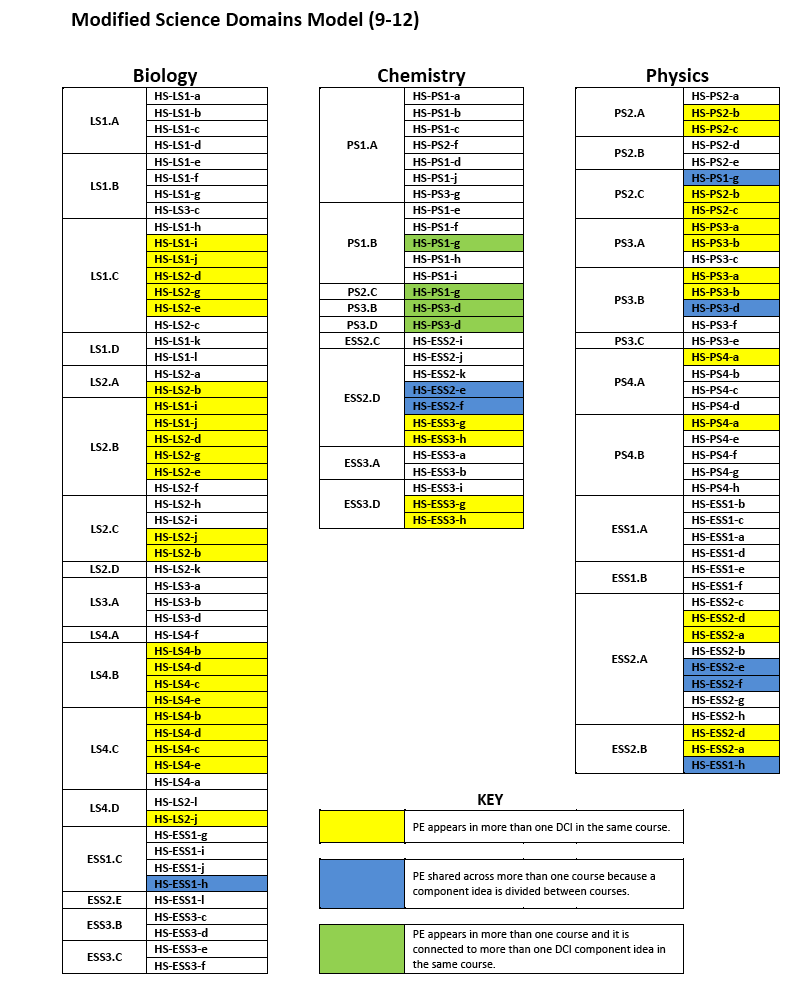 Modified Science Domains Model (9-12)
Biology
LS1.A
HS-LS1-a
HS-LS1-b
HS-LS1-c
HS-LS1-d
LS1.B
HS-LS1-e
HS-LS1-f
HS-LS1-g
HS-LS3-c
LS1.C
HS-LS1-h
HS-LS1-i
HS-LS1-j
HS-LS2-d
HS-LS2-g
HS-LS2-e
HS-LS2-c
LS1.D
HS-LS1-k
HS-LS1-l
LS2.A
HS-LS2-a
HS-LS2-b
LS2.B
HS-LS1-i
HS-LS1-j
HS-LS2-d
HS-LS2-g
HS-LS2-e
HS-LS2-f
LS2.C
HS-LS2-h
HS-LS2-i
HS-LS2-j
HS-LS2-b
LS2.D
HS-LS2-k
LS3.A
HS-LS3-a
HS-LS3-b
HS-LS3-d
LS4.A
HS-LS4-f
LS4.B
HS-LS4-b
HS-LS4-d
HS-LS4-c
HS-LS4-e
LS4.C
HS-LS4-b
HS-LS4-d
HS-LS4-c
HS-LS4-e
HS-LS4-a
LS4.D
HS-LS2-l
HS-LS2-j
ESS1.C
HS-ESS1-g
HS-ESS1-i
HS-ESS1-j
HS-ESS1-h
ESS2.E
HS-ESS1-l
ESS3.B
HS-ESS3-c
HS-ESS3-d
ESS3.C
HS-ESS3-e
HS-ESS3-f
Chemistry
PS1.A
HS-PS1-a
HS-PS1-b
HS-PS1-c
HS-PS2-f
HS-PS1-d
HS-PS1-j
HS-PS3-g
PS1.B
HS-PS1-e
HS-PS1-f
HS-PS1-g
HS-PS1-h
HS-PS1-i
PS2.C
HS-PS1-g
PS3.B
HS-PS3-d
PS3.D
HS-PS3-d
ESS2.C
HS-ESS2-i
ESS2.D
HS-ESS2-j
HS-ESS2-k
HS-ESS2-e
HS-ESS2-f
HS-ESS3-g
HS-ESS3-h
ESS3.A
HS-ESS3-a
HS-ESS3-b
ESS3.D
HS-ESS3-i
HS-ESS3-g
HS-ESS3-h
Physics
PS2.A
HS-PS2-a
HS-PS2-b
HS-PS2-c
PS2.B
HS-PS2-d
HS-PS2-e
PS2.C
HS-PS1-g
HS-PS2-b
HS-PS2-c
PS3.A
HS-PS3-a
HS-PS3-b
HS-PS3-c
PS3.B
HS-PS3-a
HS-PS3-b
HS-PS3-d
HS-PS3-f
PS3.C
HS-PS3-e
PS4.A
HS-PS4-a
HS-PS4-b
HS-PS4-c
HS-PS4-d
PS4.B
HS-PS4-a
HS-PS4-e
HS-PS4-f
HS-PS4-g
HS-PS4-h
ESS1.A
HS-ESS1-b
HS-ESS1-c
HS-ESS1-a
HS-ESS1-d
ESS1.B
HS-ESS1-e
HS-ESS1-f
ESS2.A
HS-ESS2-c
HS-ESS2-d
HS-ESS2-a
HS-ESS2-b
HS-ESS2-e
HS-ESS2-f
HS-ESS2-g
HS-ESS2-h
ESS2.B
HS-ESS2-d
HS-ESS2-a
HS-ESS1-h
KEY
PE appears in more than one DCI in the same course.
PE shared across more than one course because a
component idea is divided between courses.
PE appears in more than one course and it is
connected to more than one DCI component idea in
the same course.